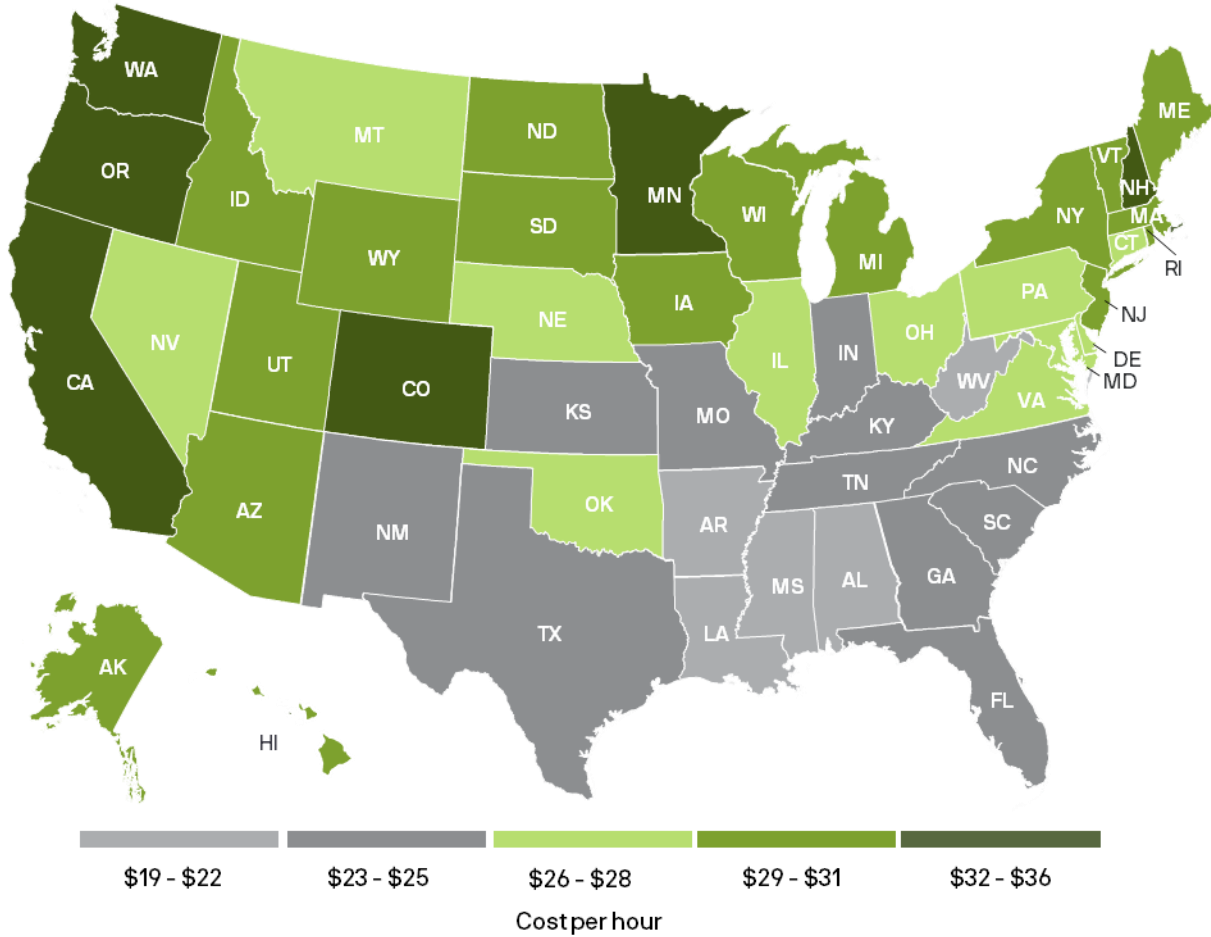 WA
ME
MT
ND
VT
OR
MN
NH
ID
WI
NY
MA
SD
CT
WY
MI
RI
PA
IA
NE
NJ
OH
NV
IL
IN
UT
DE
CA
CO
WV
MD
VA
KS
MO
KY
NC
TN
OK
AZ
AR
SC
NM
GA
MS
AL
TX
LA
AK
FL
HI
$19 - $22 $23 - $25 $26 - $28 $29 - $31 $32 - $36
Cost per hour